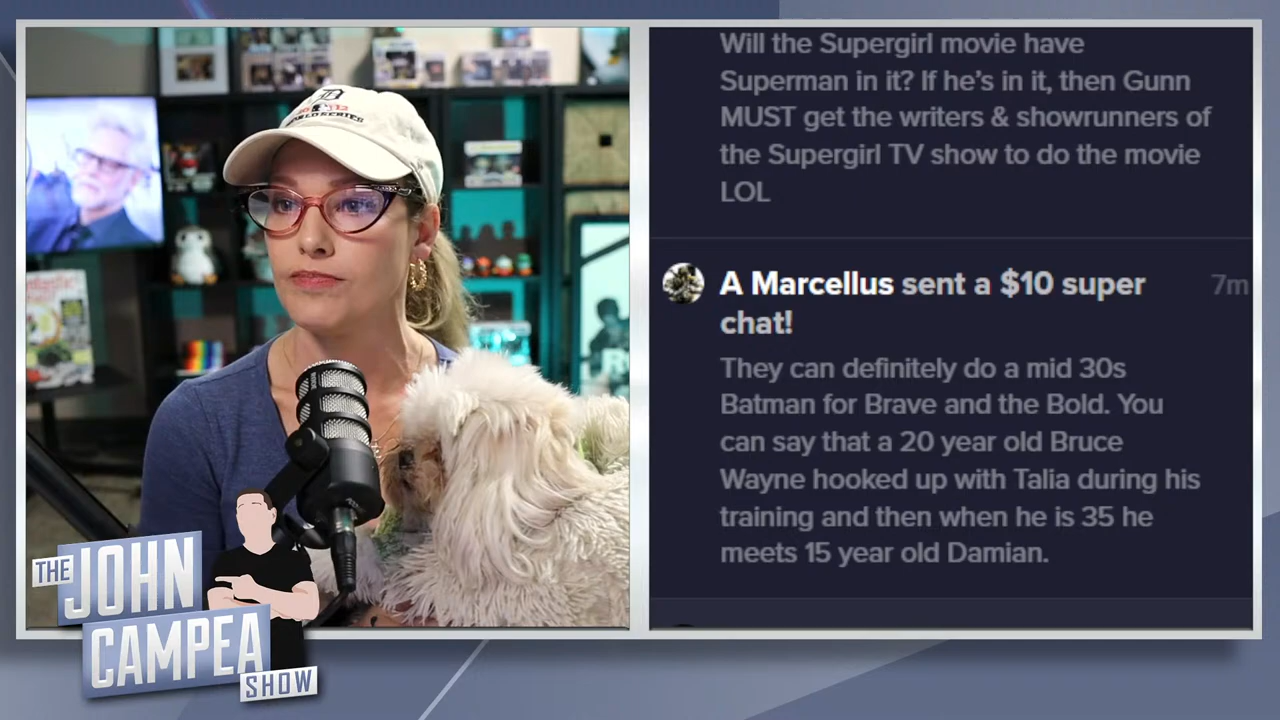 Will the Supergirl movie have
Superman in it? If he's in it, then Gunn
MUST get the writers & showrunners of
the Supergirl TV show to do the movie
LOL
A Marcellus sent a $10 super
chat!
7m
They can definitely do a mid 30s
Batman for Brave and the Bold. You
can say that a 20 year old Bruce
Wayne hooked up with Talia during his
training and then when he is 35 he
meets 15 year old Damian.
D
WORLD SERIES
THE
JOHN
CAMPEA
SHOW